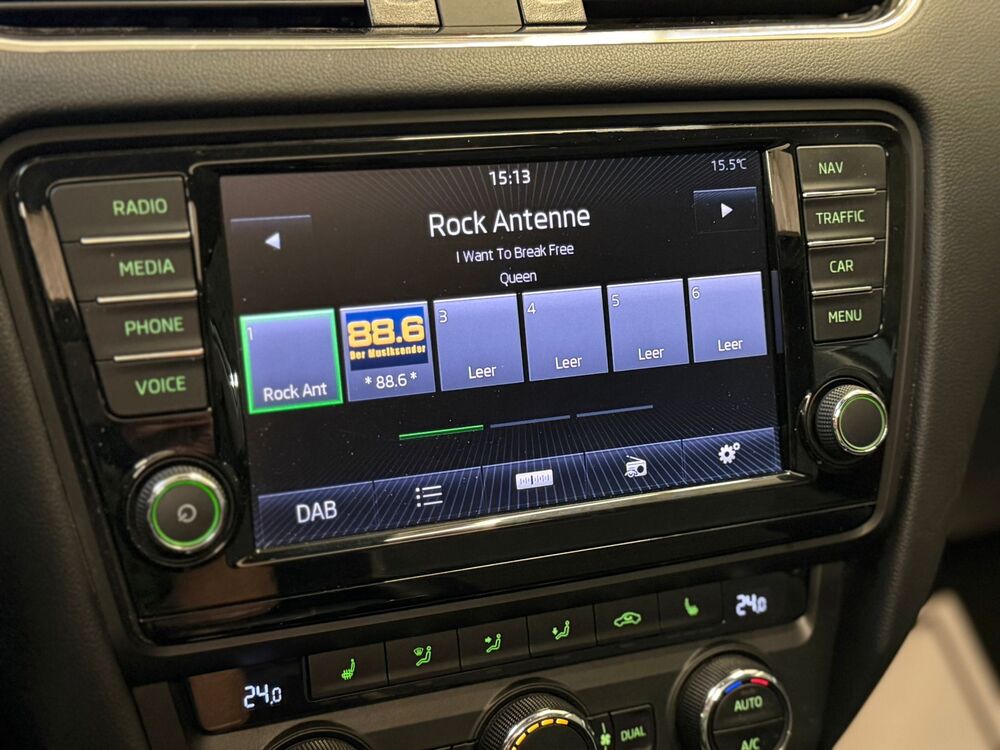 15:13
15.5°C
Rock Antenne
I Want To Break Free
Queen
RADIO
MEDIA
PHONE
VOICE
NAV
TRAFFIC
CAR
MENU
1
Rock Ant
88.6
Der Musiksender
* 88.6 *
3
Leer
4
Leer
5
Leer
6
Leer
DAB
24.0
24.0
DUAL
AUTO
A/C